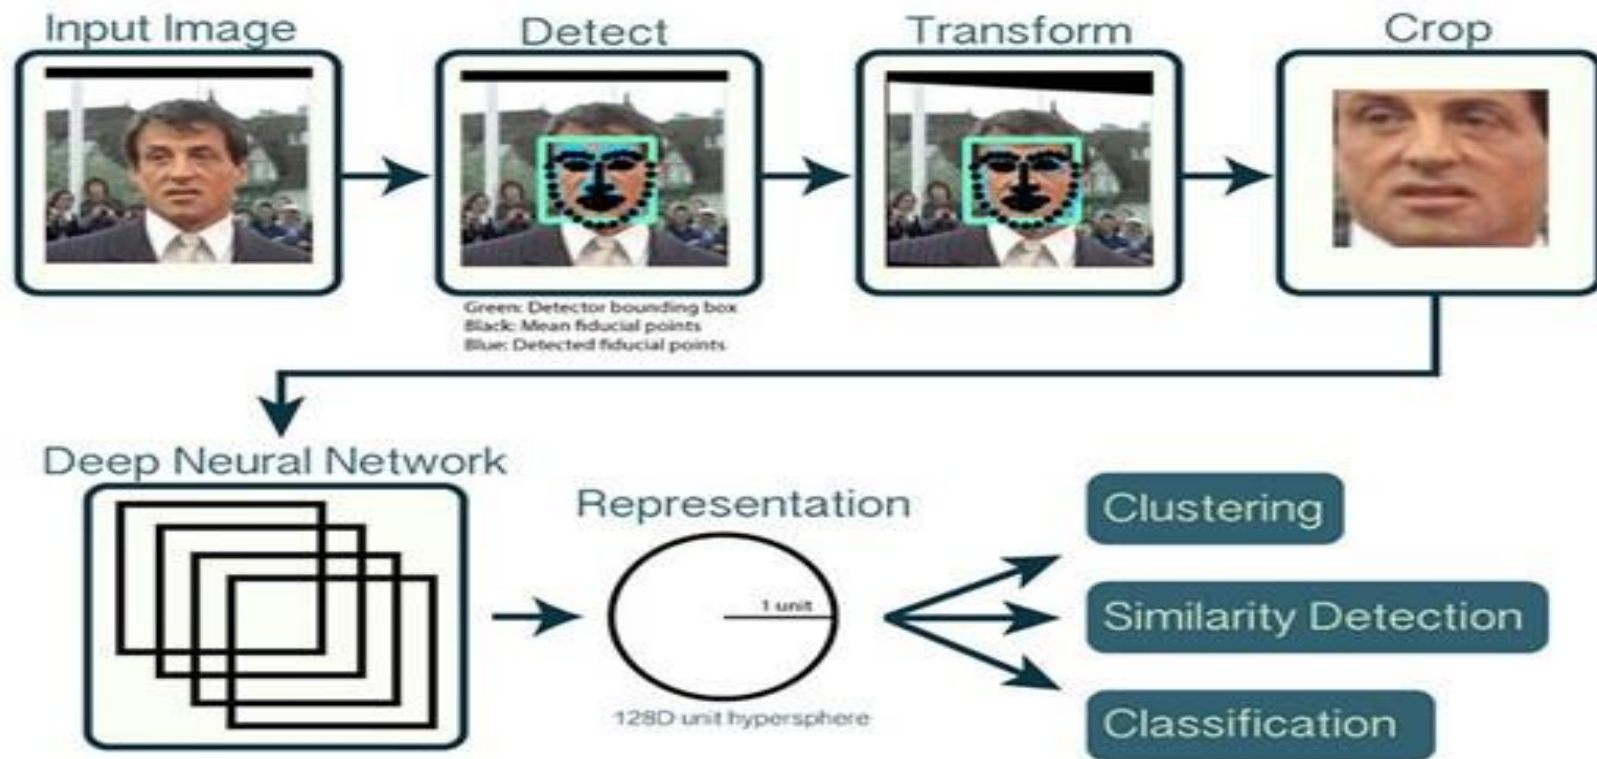 Input Image
Detect
Transform
Crop
Green: Detector bounding box
Black: Mean fiducial points
Blue: Detected fiducial points
Deep Neural Network
Representation
1 unit
128D unit hypersphere
Clustering
Similarity Detection
Classification